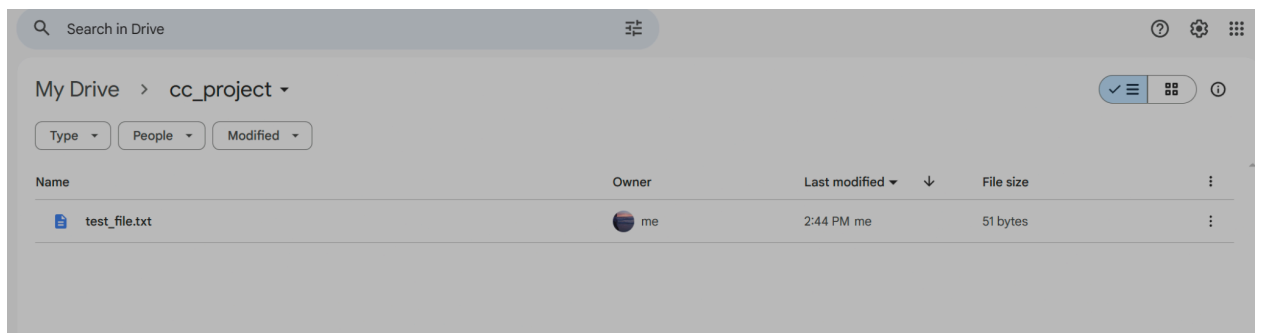 Search in Drive
My Drive > cc_project
Type People Modified
Name Owner Last modified File size
test_file.txt me 2:44 PM me 51 bytes